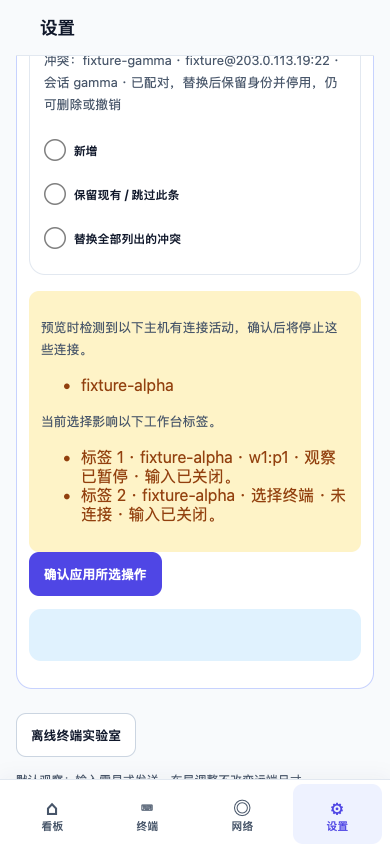 设置
冲突：fixture-gamma · fixture@203.0.113.19:22 ·
会话 gamma · 已配对，替换后保留身份并停用，仍
可删除或撤销
新增
保留现有 / 跳过此条
替换全部列出的冲突
预览时检测到以下主机有连接活动，确认后将停止这
些连接。
• fixture-alpha
当前选择影响以下工作台标签。
• 标签 1 · fixture-alpha · w1:p1 · 观察
已暂停 · 输入已关闭。
• 标签 2 · fixture-alpha · 选择终端 · 未
连接 · 输入已关闭。
确认应用所选操作
离线终端实验室
看板
终端
网络
设置